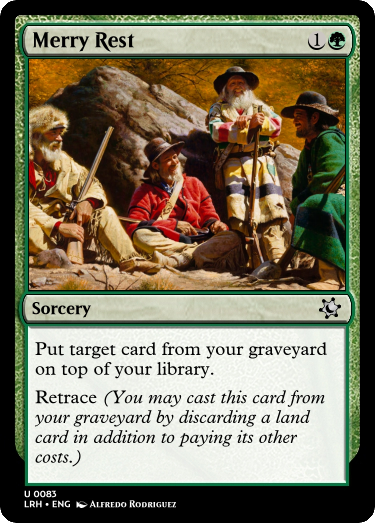 Merry Rest 1
Sorcery
Put target card from your graveyard
on top of your library.
Retrace (You may cast this card from
your graveyard by discarding a land
card in addition to paying its other
costs.)
U 0083
LRH • ENG Alfredo Rodriguez